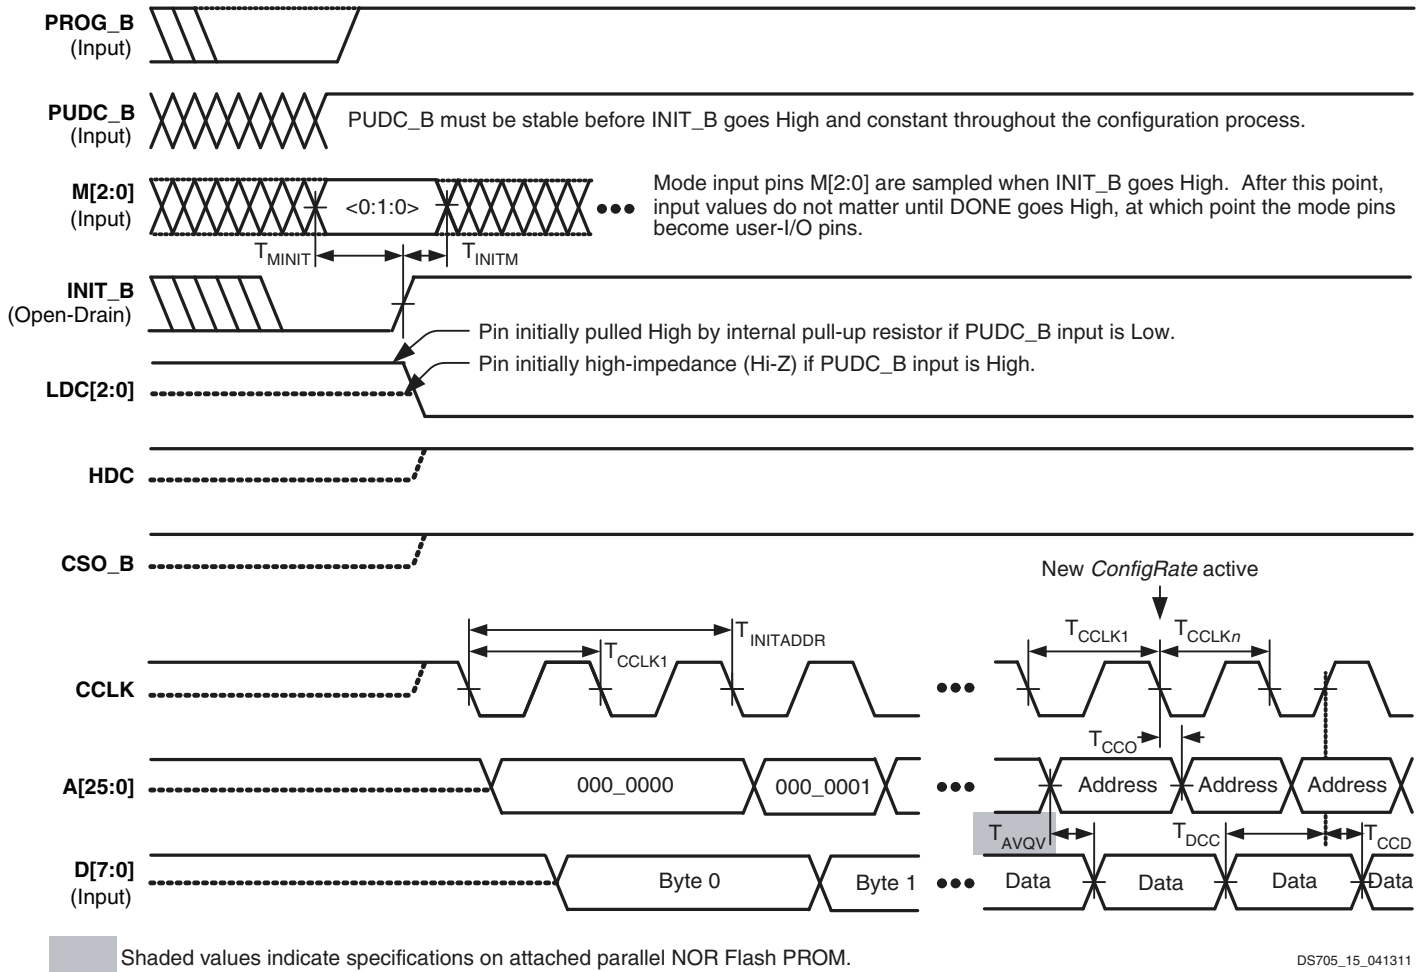 PROG_B
(Input)
PUDC_B
(Input)
PUDC_B must be stable before INIT_B goes High and constant throughout the configuration process.
M[2:0]
(Input)
<0:1:0>
Mode input pins M[2:0] are sampled when INIT_B goes High. After this point,
input values do not matter until DONE goes High, at which point the mode pins
become user-I/O pins.
TMINIT
TINITM
INIT_B
(Open-Drain)
Pin initially pulled High by internal pull-up resistor if PUDC_B input is Low.
Pin initially high-impedance (Hi-Z) if PUDC_B input is High.
LDC[2:0]
HDC
CSO_B
New ConfigRate active
TINITADDR
TCCLK1
TCCLK1
TCCLKn
CCLK
TCCO
A[25:0]
000_0000
000_0001
Address
Address
Address
TAVQV
TDCC
TCCD
D[7:0]
(Input)
Byte 0
Byte 1
Data
Data
Data
Data
Shaded values indicate specifications on attached parallel NOR Flash PROM.
DS705_15_041311